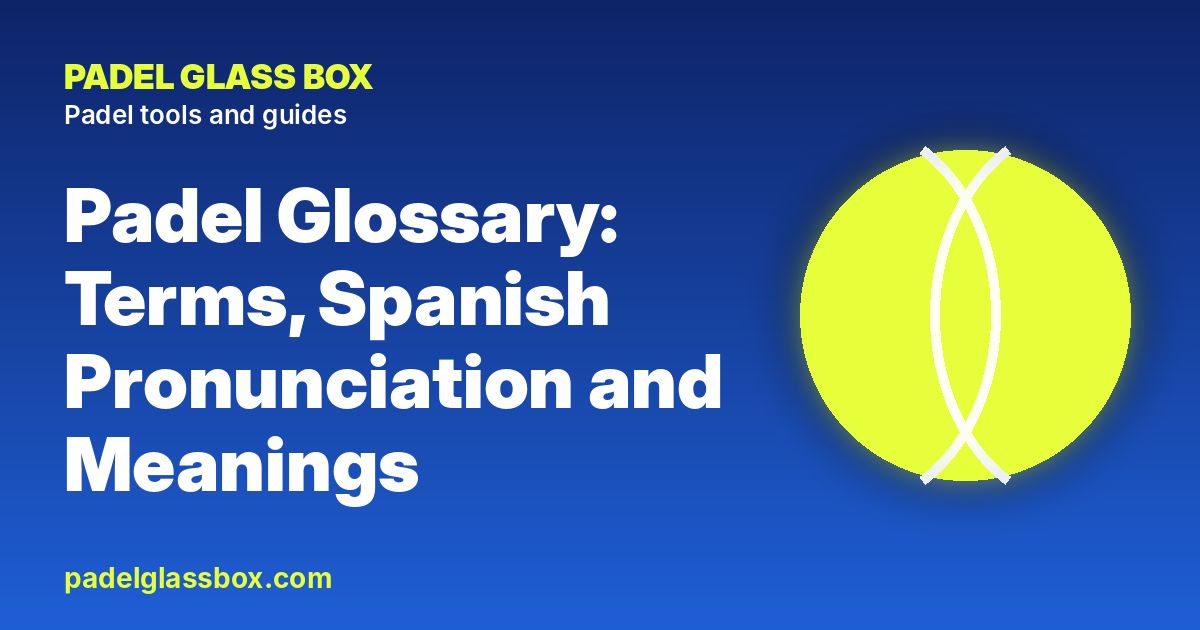 PADEL GLASS BOX
Padel tools and guides
Padel Glossary:
Terms, Spanish
Pronunciation and
Meanings
padelglassbox.com